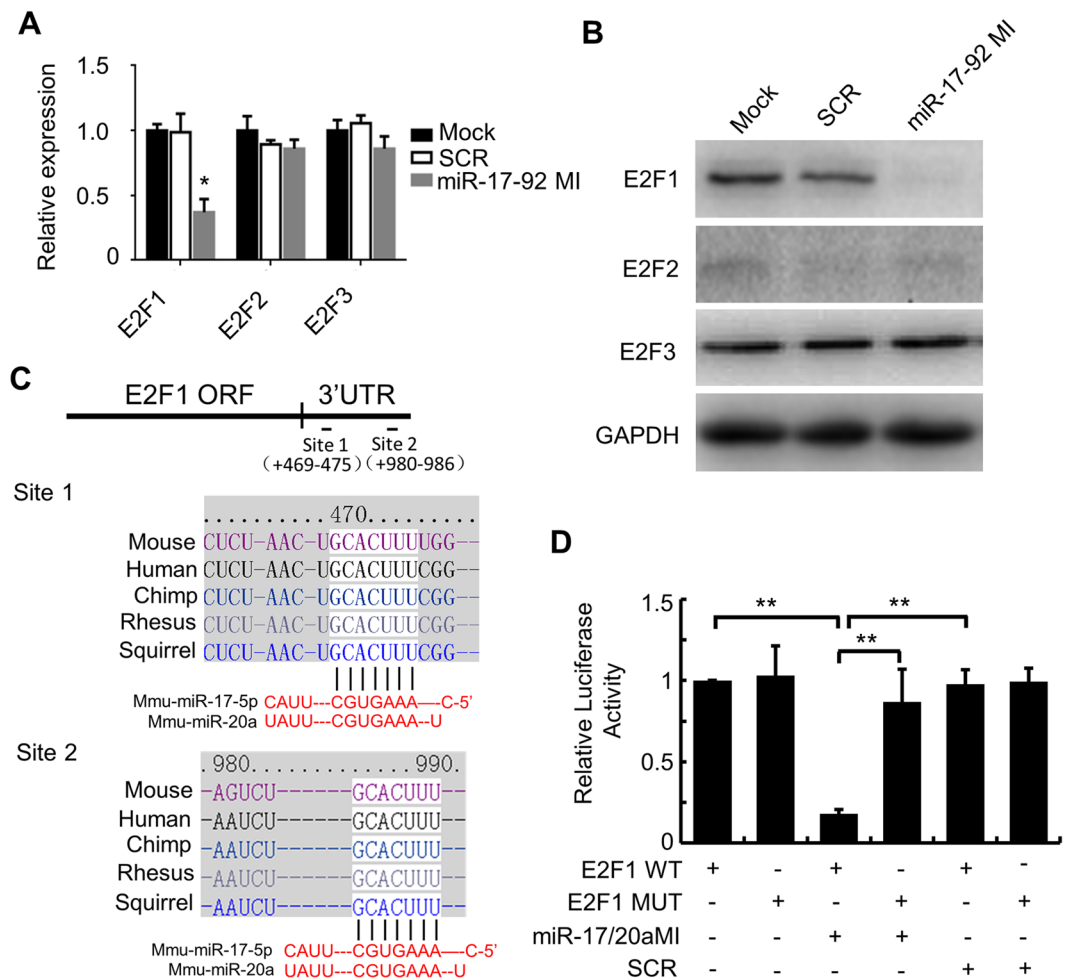 A
1.5
1.0
0.5
0
Relative expression
*
Mock
SCR
miR-17-92 MI
E2F1
E2F2
E2F3
B
Mock
SCR
miR-17-92 MI
E2F1
E2F2
E2F3
GAPDH
C
E2F1 ORF
3'UTR
Site 1
(+469-475)
Site 2
(+980-986)
Site 1
..........470.........
Mouse CUCU-AAC-UGCACUUUUGG--
Human CUCU-AAC-UGCACUUUCGG--
Chimp CUCU-AAC-UGCACUUUCGG--
Rhesus CUCU-AAC-UGCACUUUCGG--
Squirrel CUCU-AAC-UGCACUUUCGG--
Mmu-miR-17-5p CAUU---CGUGAAA-—C-5'
Mmu-miR-20a UAUU---CGUGAAA--U
Site 2
.980...........990.
Mouse -AGUCU------GCACUUU--
Human -AAUCU------GCACUUU--
Chimp -AAUCU------GCACUUU--
Rhesus -AAUCU------GCACUUU--
Squirrel -AAUCU------GCACUUU--
Mmu-miR-17-5p CAUU---CGUGAAA-—C-5'
Mmu-miR-20a UAUU---CGUGAAA--U
D
1.5
1
0.5
0
Relative Luciferase
Activity
**
**
**
E2F1 WT + - + - + -
E2F1 MUT - + - + - +
miR-17/20aMI - - + + - -
SCR - - - - + +